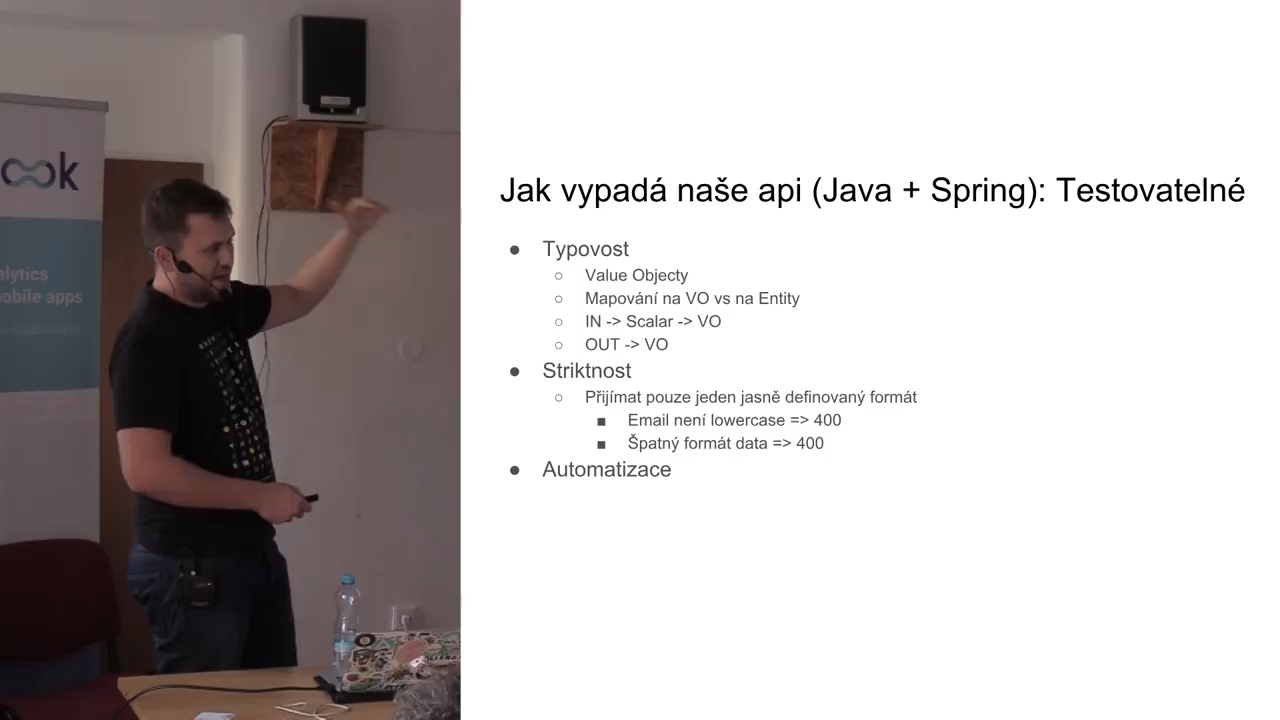 ook
alytics
mobile apps
Jak vypadá naše api (Java + Spring): Testovatelné
● Typovost
○ Value Objecty
○ Mapování na VO vs na Entity
○ IN -> Scalar -> VO
○ OUT -> VO
● Striktnost
○ Přijímat pouze jeden jasně definovaný formát
■ Email není lowercase => 400
■ Špatný formát data => 400
● Automatizace